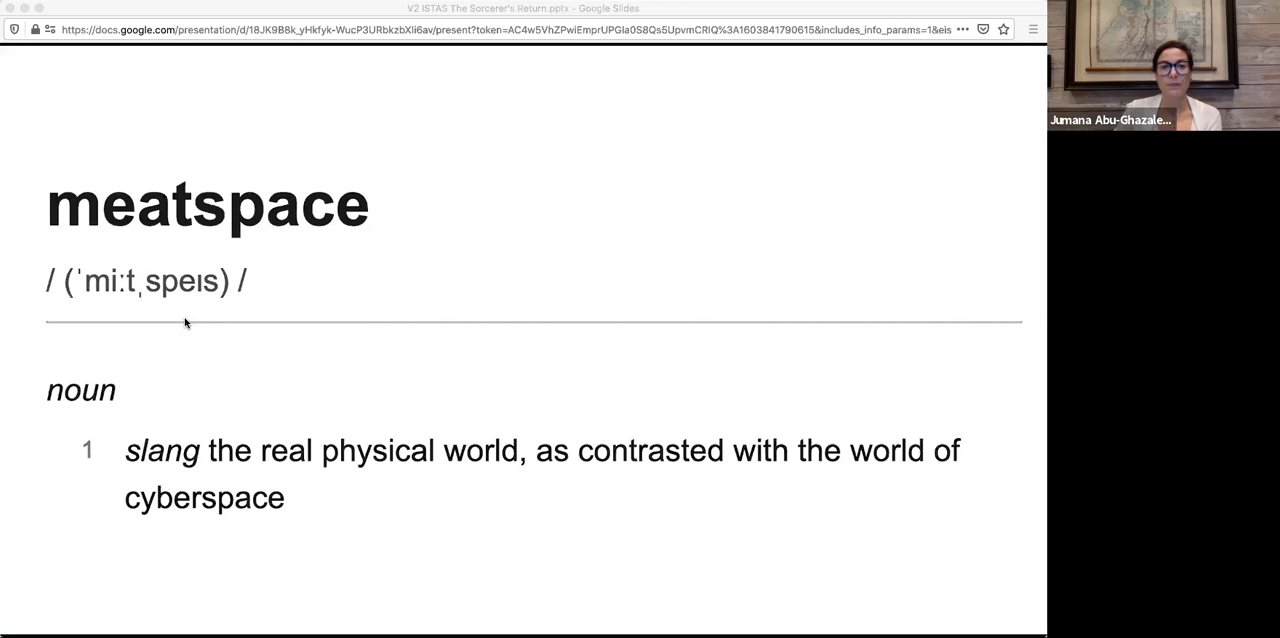 V2 ISTAS The Sorcerer's Return.pptx - Google Slides
https://docs.google.com/presentation/d/18JK9B8k_yHkfyk-WucP3URbkzbXli6av/present?token=AC4w5VhZPwiEmprUPGla0S8Qs5UpvmCRIQ%3A1603841790615&includes_info_params=1&eis
Jumana Abu-Ghazale...
meatspace
/ (ˈmiːtˌspeɪs) /
noun
1 slang the real physical world, as contrasted with the world of
cyberspace